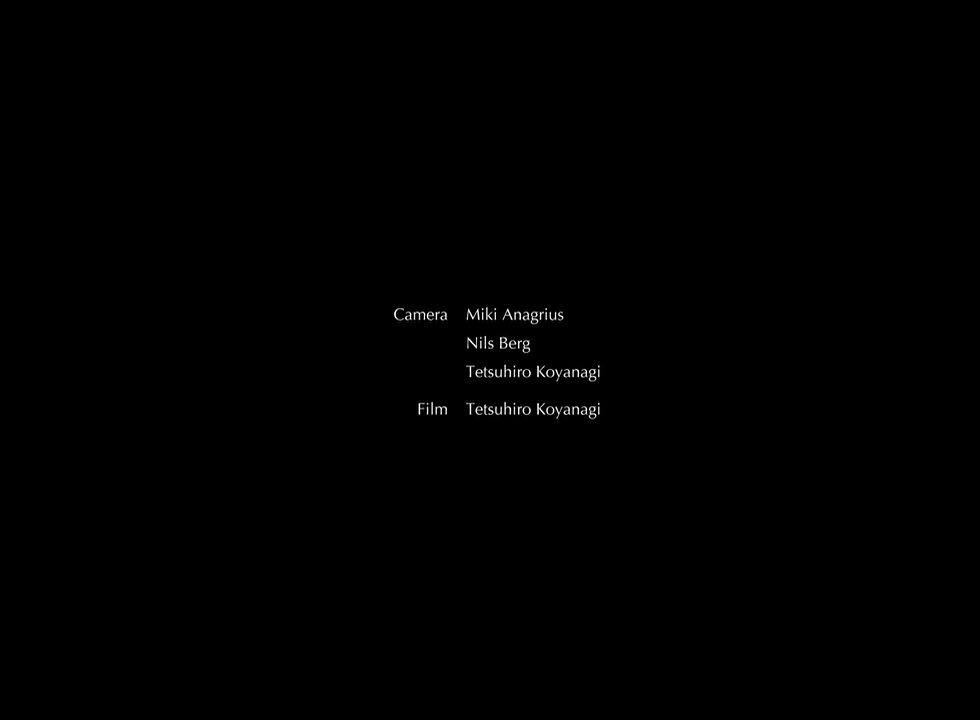 Camera Miki Anagrius
Nils Berg
Tetsuhiro Koyanagi
Film Tetsuhiro Koyanagi